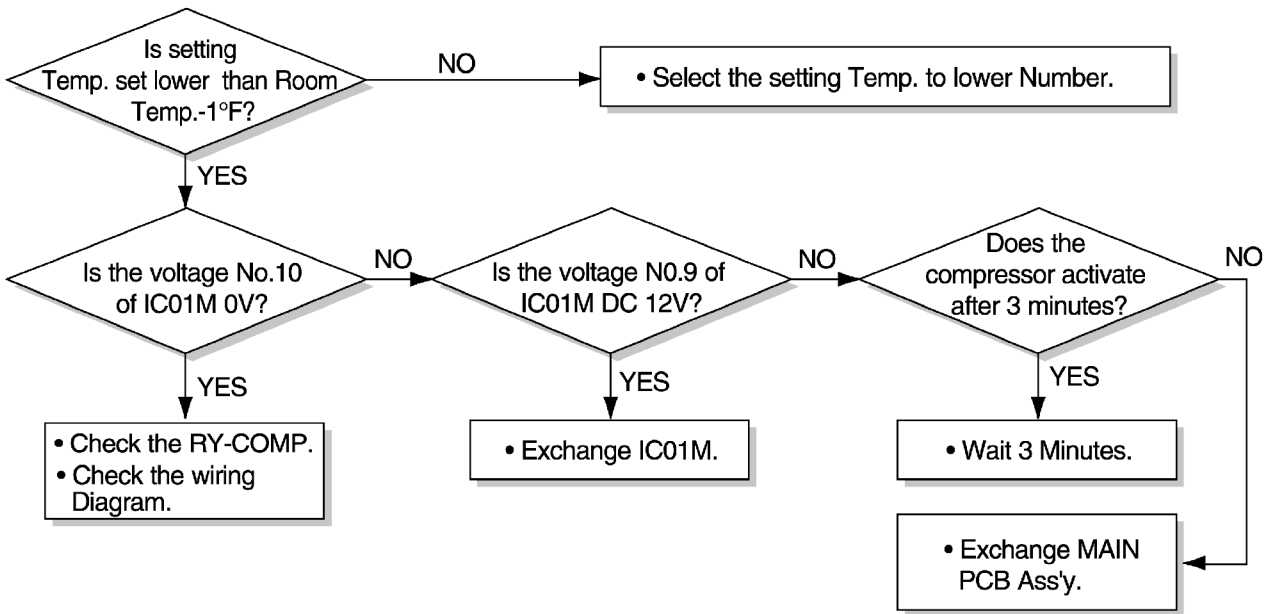 Is setting
Temp. set lower than Room
Temp.-1°F?
NO
• Select the setting Temp. to lower Number.
YES
Is the voltage No.10
of IC01M 0V?
NO
Is the voltage N0.9 of
IC01M DC 12V?
NO
Does the
compressor activate
after 3 minutes?
NO
YES
YES
YES
• Check the RY-COMP.
• Check the wiring
Diagram.
• Exchange IC01M.
• Wait 3 Minutes.
• Exchange MAIN
PCB Ass'y.